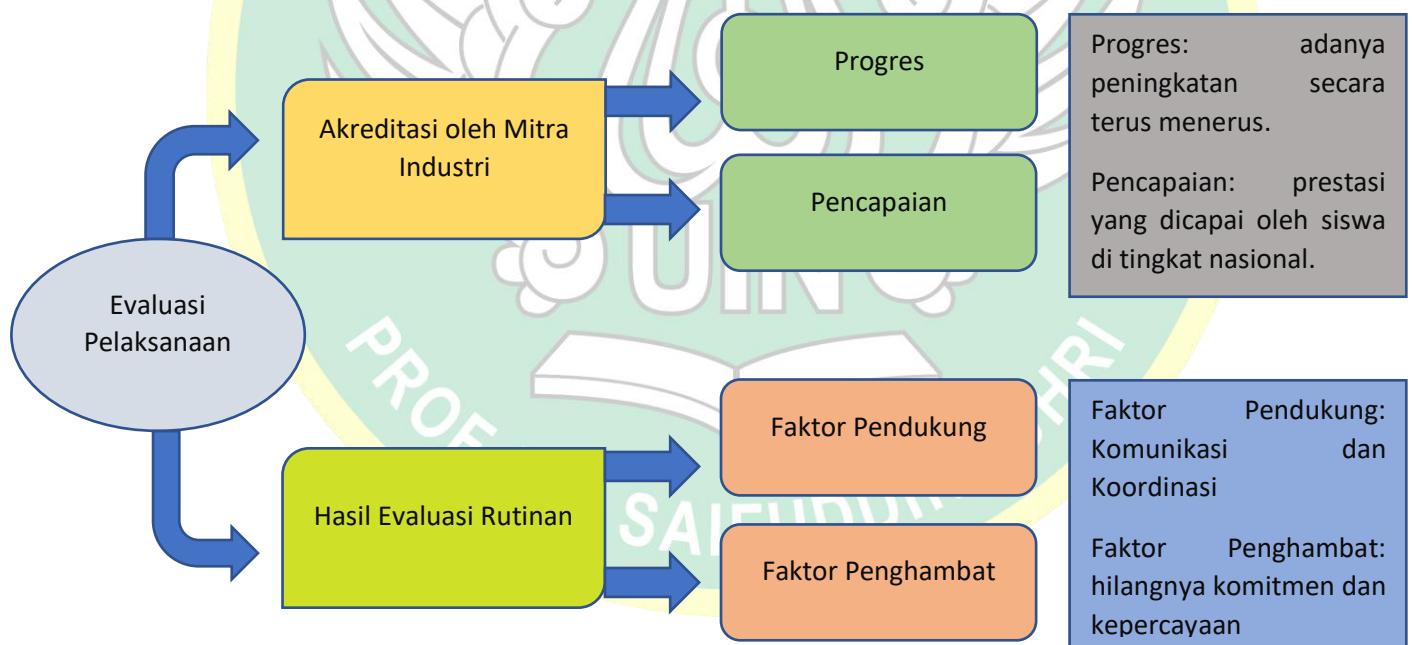 Evaluasi
Pelaksanaan
Akreditasi oleh Mitra
Industri
Progres
Pencapaian
Progres: adanya
peningkatan secara
terus menerus.
Pencapaian: prestasi
yang dicapai oleh siswa
di tingkat nasional.
Hasil Evaluasi Rutinan
Faktor Pendukung
Faktor Penghambat
Faktor Pendukung:
Komunikasi dan
Koordinasi
Faktor Penghambat:
hilangnya komitmen dan
kepercayaan
UIN